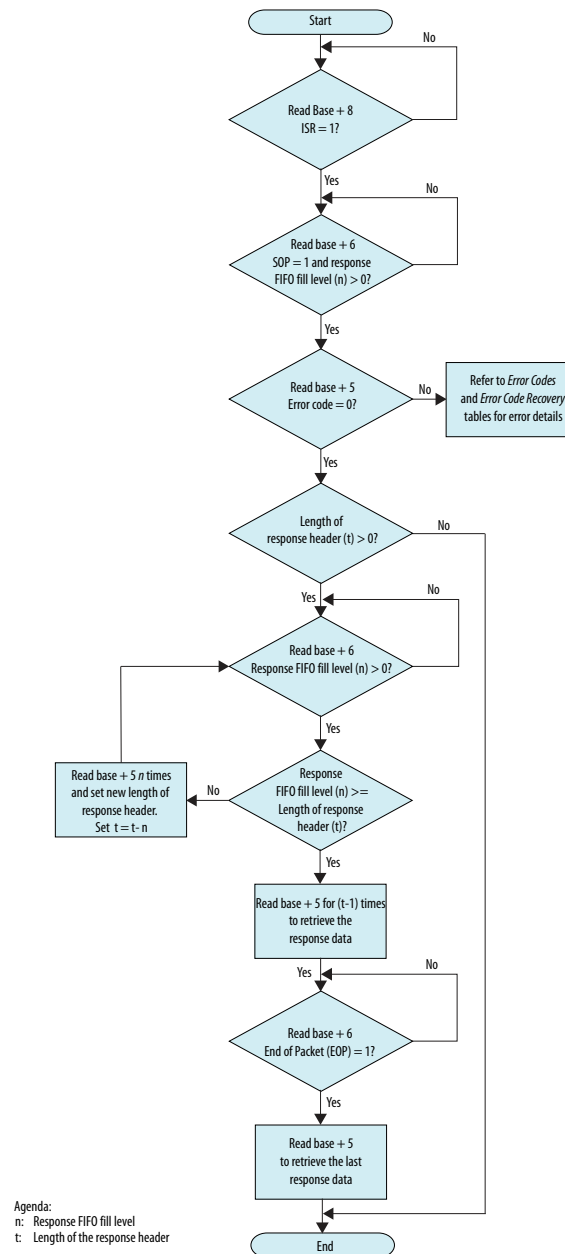 Start
No
Read Base + 8
ISR = 1?
Yes
No
Read base + 6
SOP = 1 and response
FIFO fill level (n) > 0?
Yes
Read base + 5
Error code = 0?
No
Refer to Error Codes
and Error Code Recovery
tables for error details
Yes
Length of
response header (t) > 0?
No
Yes
No
Read base + 6
Response FIFO fill level (n) > 0?
Yes
Read base + 5 n times
and set new length of
response header.
Set t = t- n
No
Response
FIFO fill level (n) >=
Length of response
header (t)?
Yes
Read base + 5 for (t-1) times
to retrieve the
response data
Yes
No
Read base + 6
End of Packet (EOP) = 1?
Yes
Read base + 5
to retrieve the last
response data
Agenda:
n: Response FIFO fill level
t: Length of the response header
End